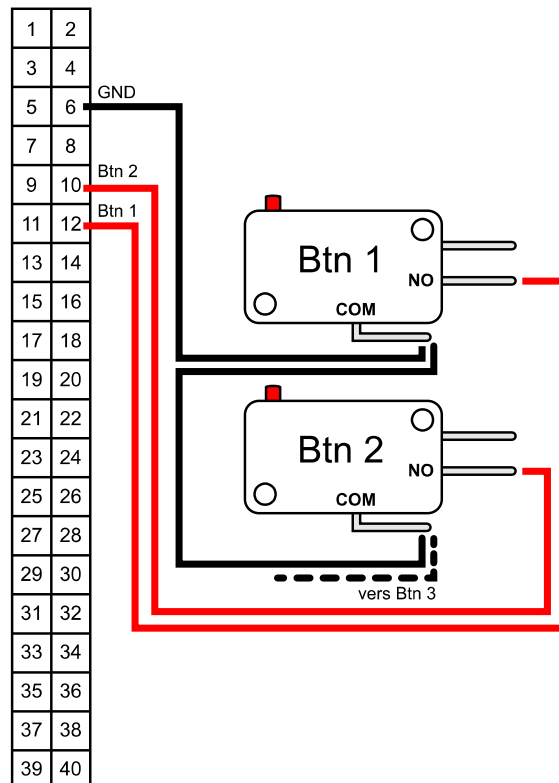 1 2
3 4
GND
5 6
7 8
Btn 2
9 10
Btn 1
11 12
13 14
15 16
17 18
19 20
21 22
23 24
25 26
27 28
29 30
31 32
33 34
35 36
37 38
39 40
Btn 1
NO
COM
Btn 2
NO
COM
vers Btn 3